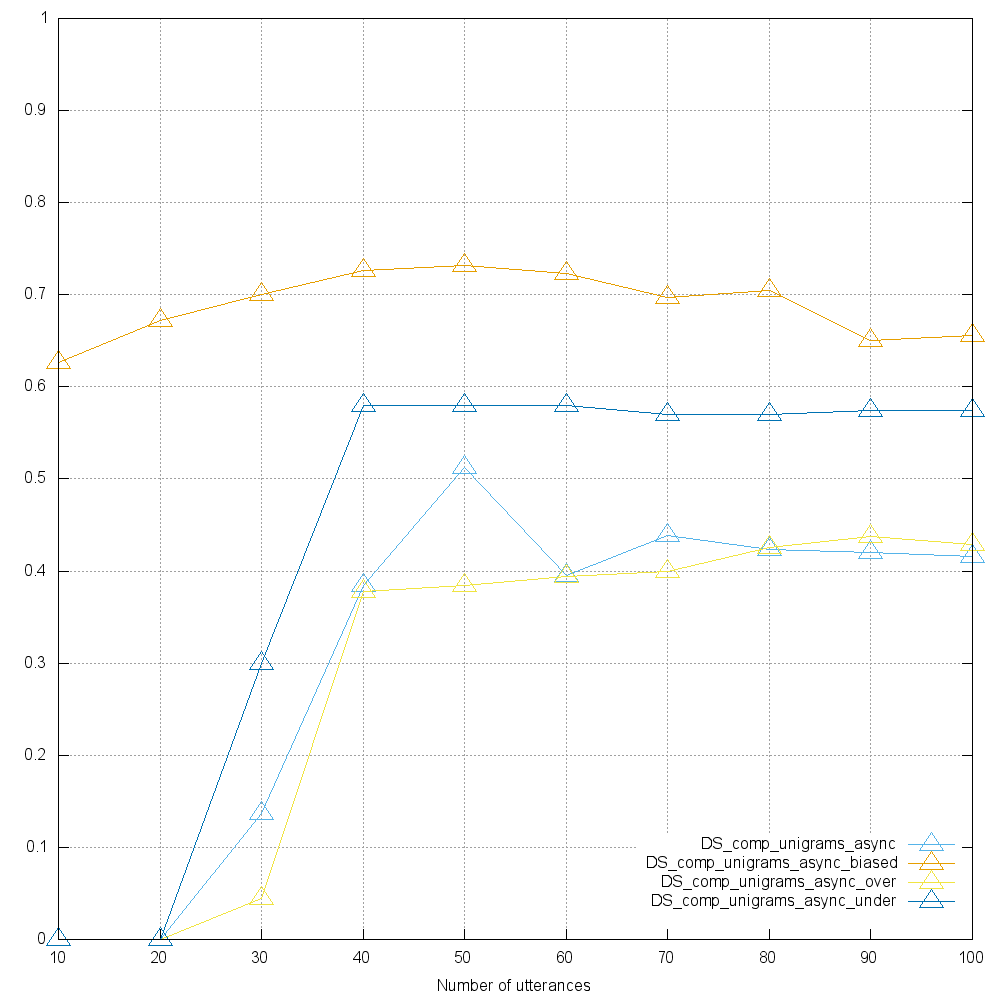 1
0.9
0.8
0.7
0.6
0.5
0.4
0.3
0.2
0.1
0
DS_comp_unigrams_async
DS_comp_unigrams_async_biased
DS_comp_unigrams_async_over
DS_comp_unigrams_async_under
10 20 30 40 50 60 70 80 90 100
Number of utterances